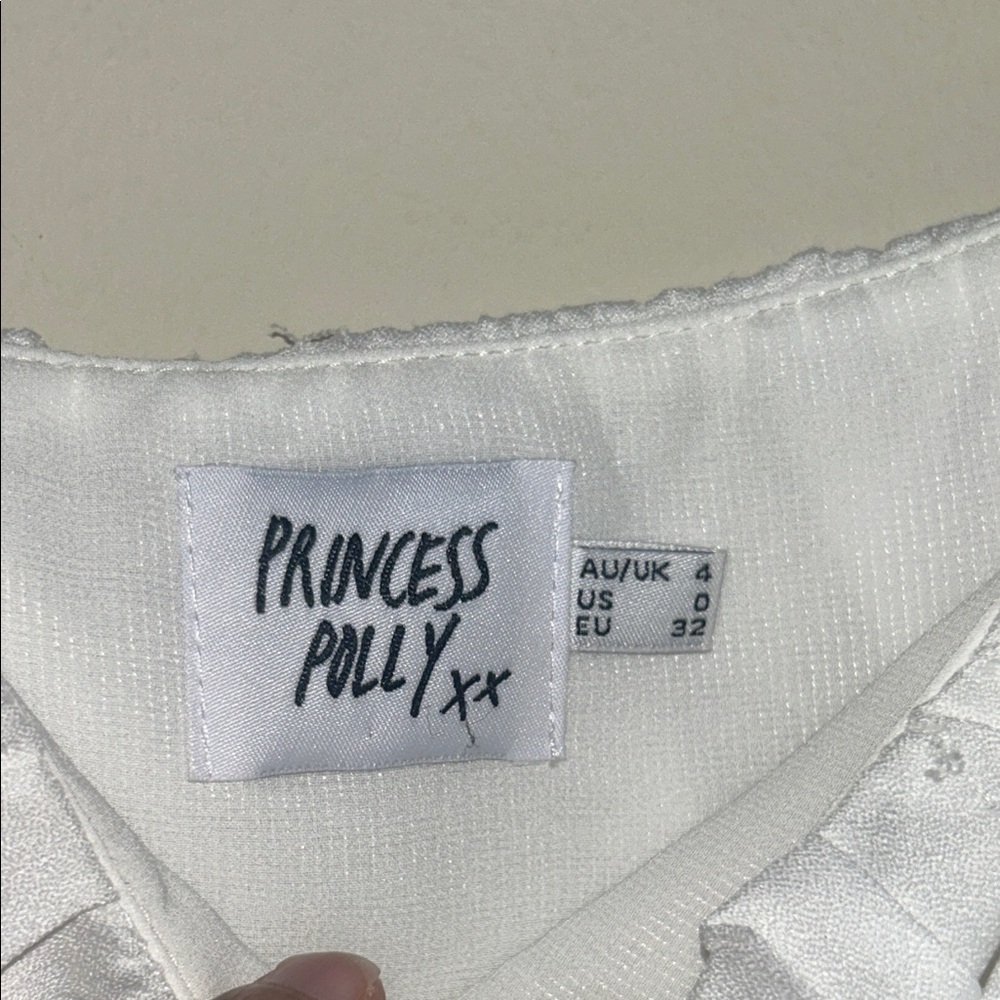 PRINCESS
POLLY xx
AU/UK 4
US 0
EU 32